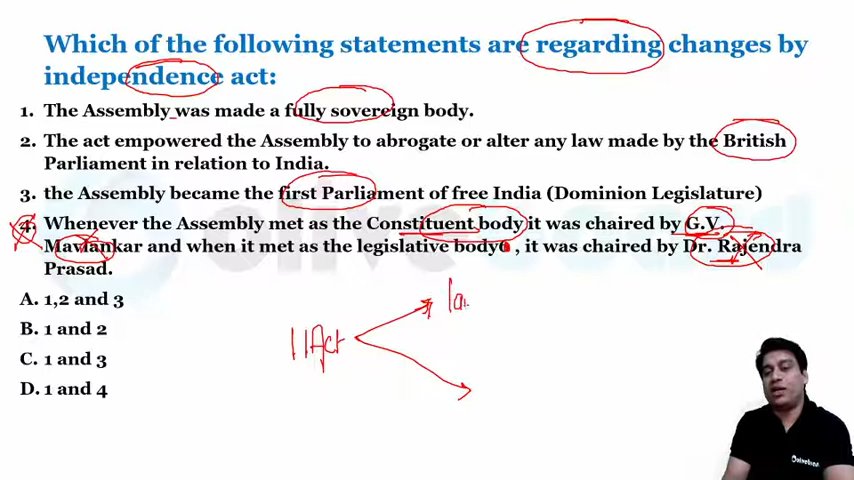 Which of the following statements are regarding changes by
independence act:
1. The Assembly was made a fully sovereign body.
2. The act empowered the Assembly to abrogate or alter any law made by the British
Parliament in relation to India.
3. the Assembly became the first Parliament of free India (Dominion Legislature)
4. Whenever the Assembly met as the Constituent body it was chaired by G.V.
Mavlankar and when it met as the legislative body, it was chaired by Dr. Rajendra
Prasad.
A. 1,2 and 3
B. 1 and 2
C. 1 and 3
D. 1 and 4
IIAct